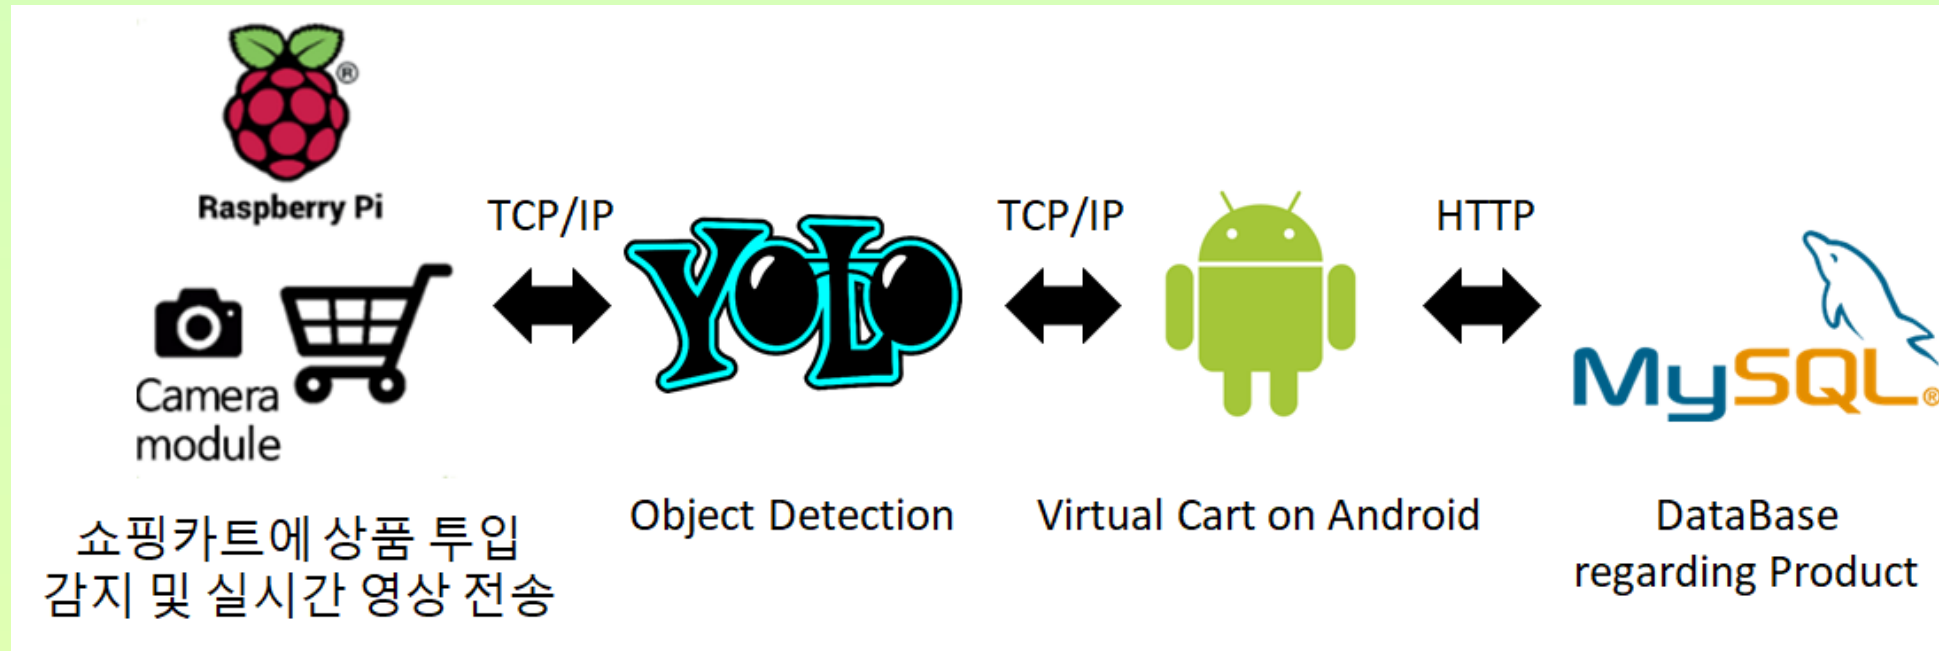 ®
Raspberry Pi
Camera
module
쇼핑카트에 상품 투입
감지 및 실시간 영상 전송
TCP/IP
YOLO
Object Detection
TCP/IP
Virtual Cart on Android
HTTP
MySQL®
DataBase
regarding Product